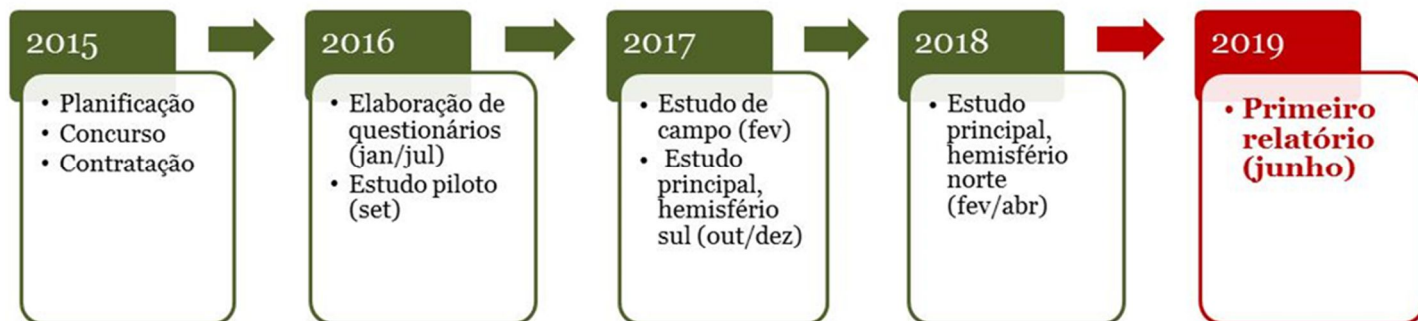 2015
• Planificação
• Concurso
• Contratação
2016
• Elaboração de
questionários
(jan/jul)
• Estudo piloto
(set)
2017
• Estudo de
campo (fev)
• Estudo
principal,
hemisfério
sul (out/dez)
2018
• Estudo
principal,
hemisfério
norte
(fev/abr)
2019
• Primeiro
relatório
(junho)